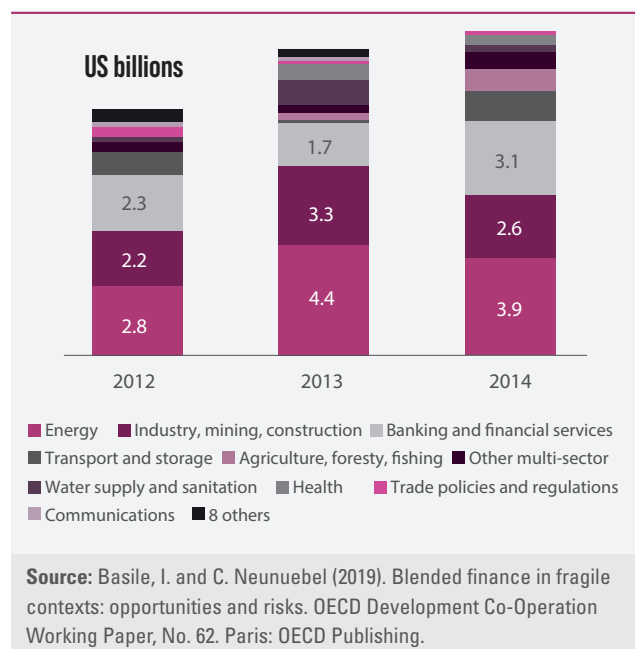 US billions
2.3
2.2
2.8
1.7
3.3
4.4
3.1
2.6
3.9
2012 2013 2014
Energy Industry, mining, construction Banking and financial services
Transport and storage Agriculture, foresty, fishing Other multi-sector
Water supply and sanitation Health Trade policies and regulations
Communications 8 others
Source: Basile, I. and C. Neunuebel (2019). Blended finance in fragile
contexts: opportunities and risks. OECD Development Co-Operation
Working Paper, No. 62. Paris: OECD Publishing.